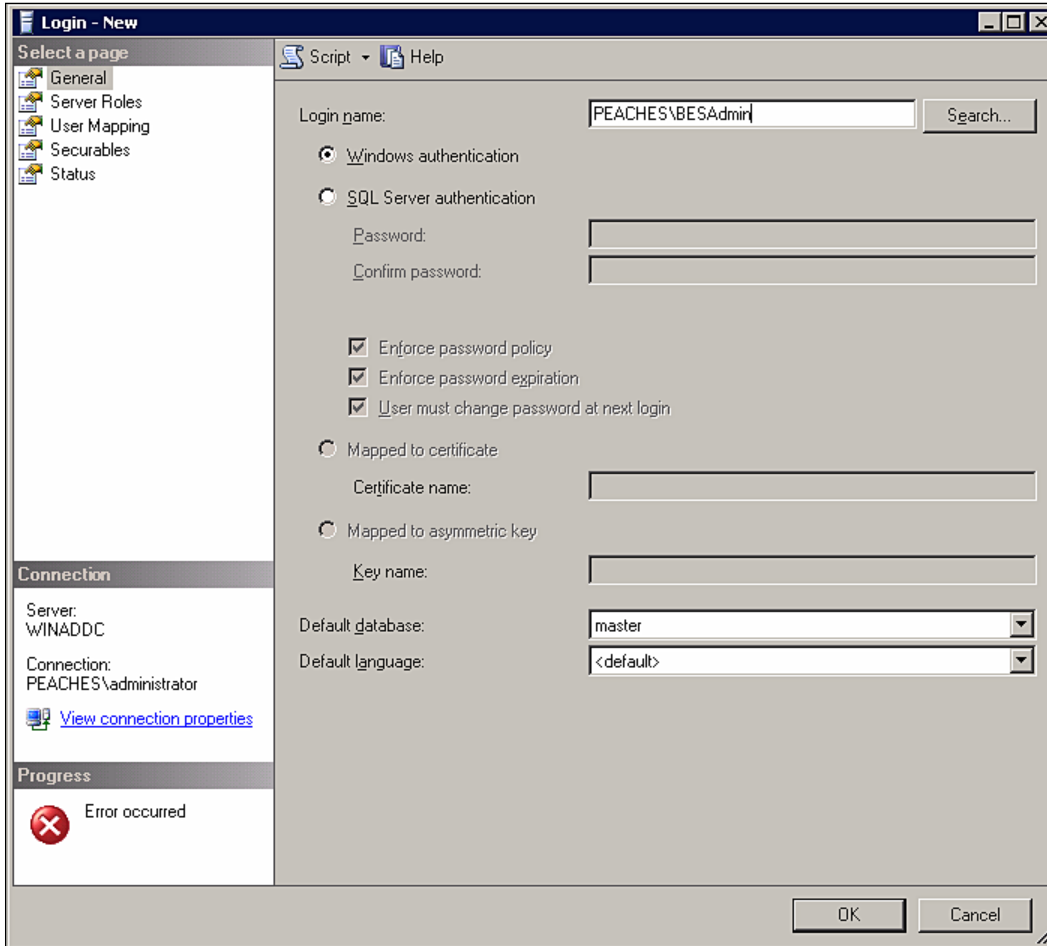 Login - New
Select a page
General
Server Roles
User Mapping
Securables
Status
Script Help
Login name: PEACHES\BESAdmin Search...
Windows authentication
SQL Server authentication
Password:
Confirm password:
Enforce password policy
Enforce password expiration
User must change password at next login
Mapped to certificate
Certificate name:
Mapped to asymmetric key
Key name:
Default database: master
Default language: <default>
Connection
Server:
WINADDC
Connection:
PEACHES\administrator
View connection properties
Progress
Error occurred
OK Cancel